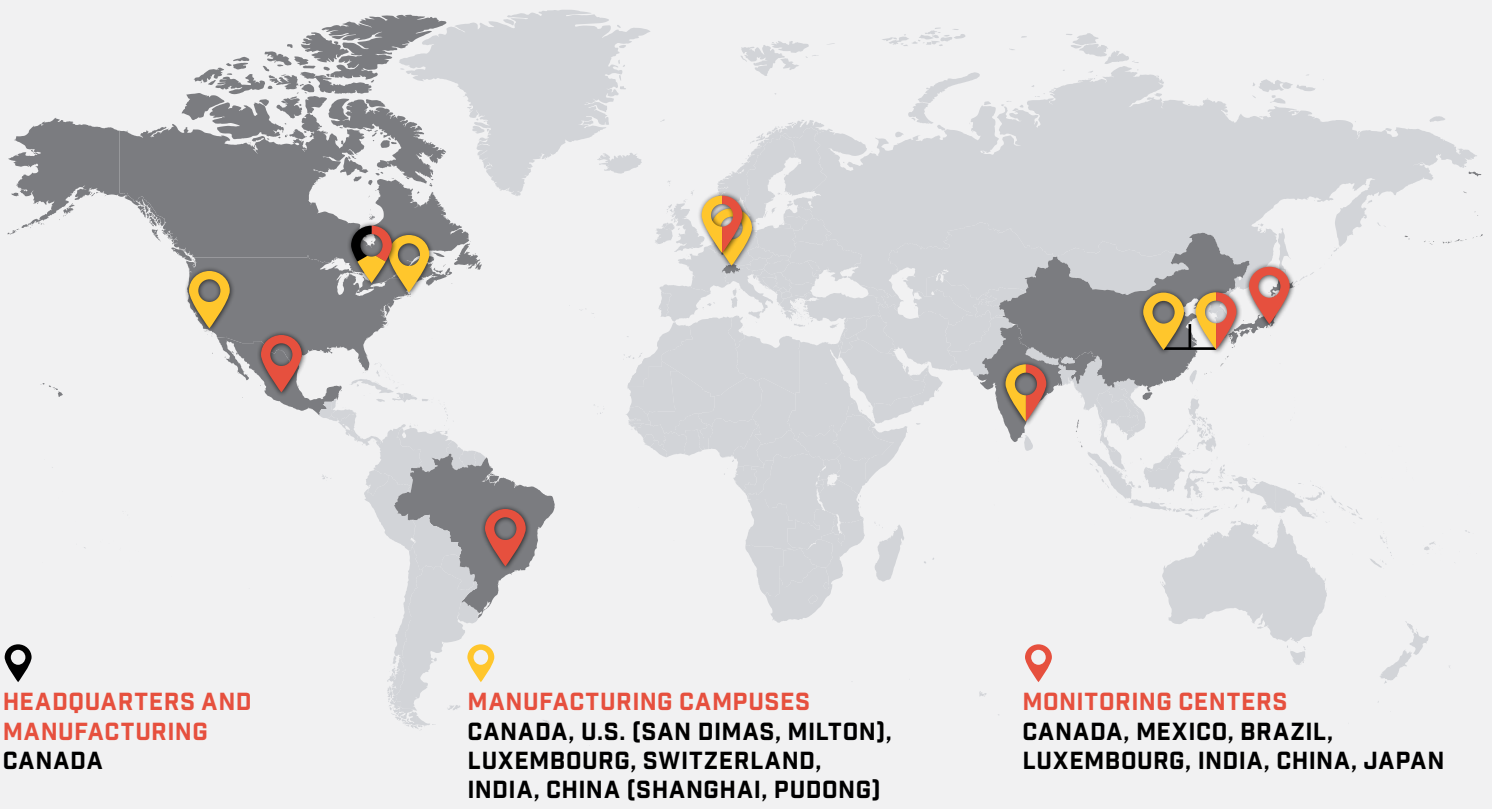 HEADQUARTERS AND
MANUFACTURING
CANADA
MANUFACTURING CAMPUSES
CANADA, U.S. (SAN DIMAS, MILTON),
LUXEMBOURG, SWITZERLAND,
INDIA, CHINA (SHANGHAI, PUDONG)
MONITORING CENTERS
CANADA, MEXICO, BRAZIL,
LUXEMBOURG, INDIA, CHINA, JAPAN